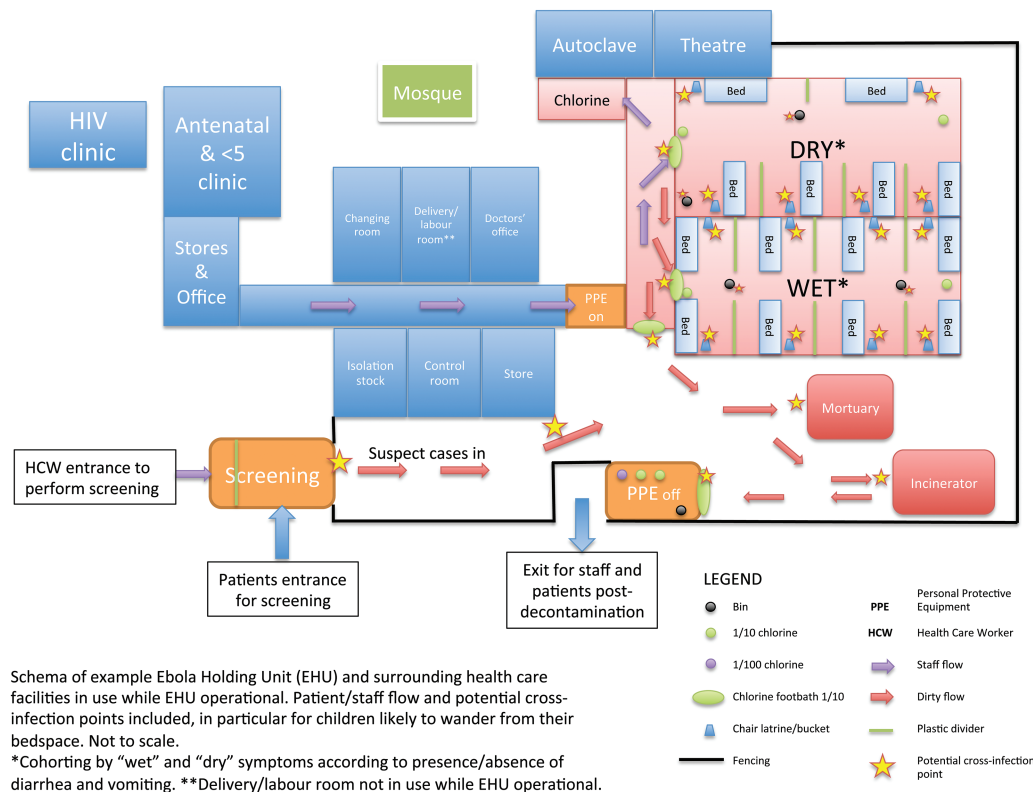 Autoclave
Theatre
Mosque
HIV
clinic
Antenatal
& <5
clinic
Chlorine
Bed
Bed
DRY*
Bed
Bed
Bed
Bed
Changing
room
Delivery/
labour
room**
Doctors'
office
Stores
&
Office
PPE
on
Bed
Bed
Bed
Bed
WET*
Bed
Bed
Bed
Bed
Isolation
stock
Control
room
Store
Mortuary
HCW entrance to
perform screening
Screening
Suspect cases in
PPE off
Incinerator
Patients entrance
for screening
Exit for staff and
patients post-
decontamination
LEGEND
Bin
1/10 chlorine
1/100 chlorine
Chlorine footbath 1/10
Chair latrine/bucket
Fencing
PPE
Personal Protective
Equipment
HCW
Health Care Worker
Staff flow
Dirty flow
Plastic divider
Potential cross-infection
point
Schema of example Ebola Holding Unit (EHU) and surrounding health care
facilities in use while EHU operational. Patient/staff flow and potential cross-
infection points included, in particular for children likely to wander from their
bedspace. Not to scale.
*Cohorting by “wet” and “dry” symptoms according to presence/absence of
diarrhea and vomiting. **Delivery/labour room not in use while EHU operational.